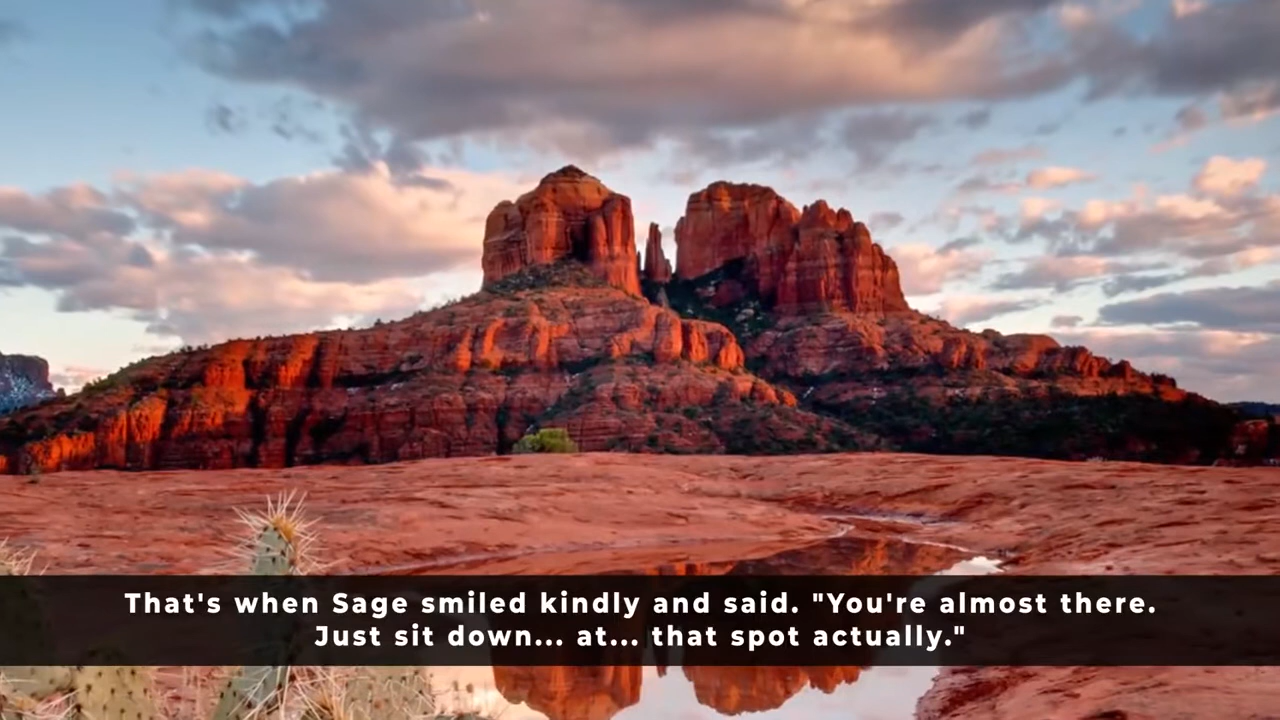 That's when Sage smiled kindly and said. "You're almost there.
Just sit down... at... that spot actually."